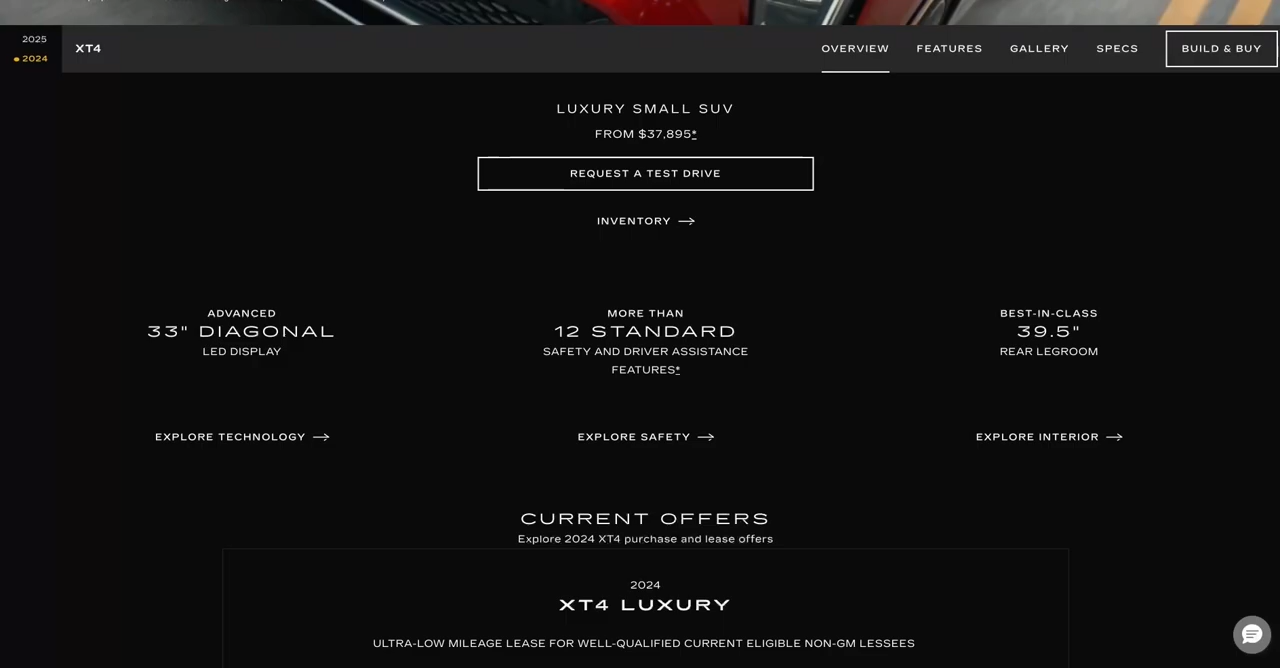 2025
2024
XT4
OVERVIEW
FEATURES
GALLERY
SPECS
BUILD & BUY
LUXURY SMALL SUV
FROM $37,895*
REQUEST A TEST DRIVE
INVENTORY
ADVANCED
33" DIAGONAL
LED DISPLAY
EXPLORE TECHNOLOGY
MORE THAN
12 STANDARD
SAFETY AND DRIVER ASSISTANCE
FEATURES*
EXPLORE SAFETY
BEST-IN-CLASS
39.5"
REAR LEGROOM
EXPLORE INTERIOR
CURRENT OFFERS
Explore 2024 XT4 purchase and lease offers
2024
XT4 LUXURY
ULTRA-LOW MILEAGE LEASE FOR WELL-QUALIFIED CURRENT ELIGIBLE NON-GM LESSEES